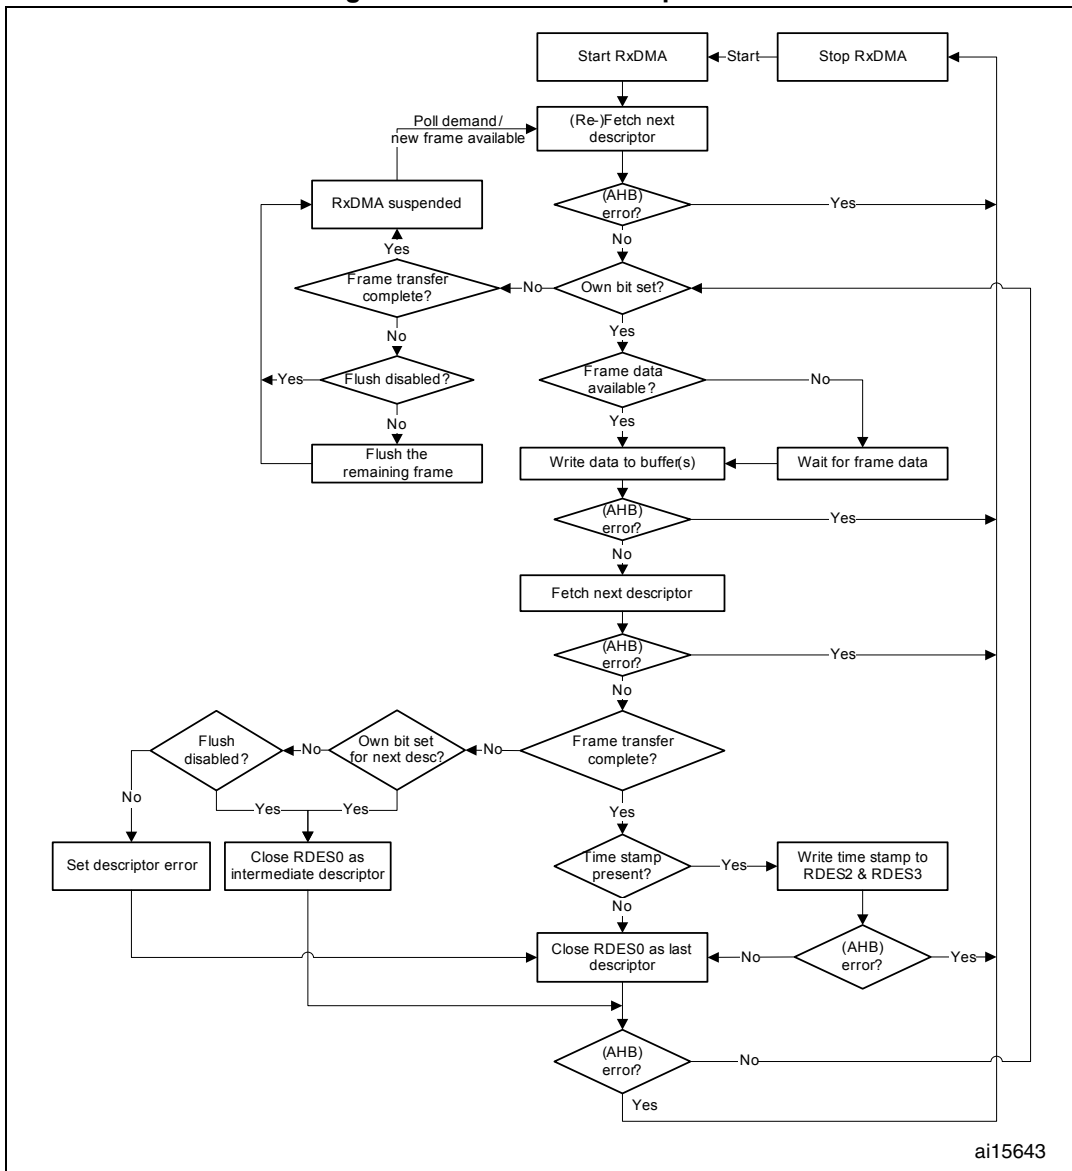 Start RxDMA
Start
Stop RxDMA
Poll demand/
new frame available
(Re-)Fetch next
descriptor
RxDMA suspended
(AHB)
error?
Yes
No
Yes
Frame transfer
complete?
No
Own bit set?
No
Yes
Yes
Flush disabled?
Frame data
available?
No
No
Yes
Flush the
remaining frame
Write data to buffer(s)
Wait for frame data
(AHB)
error?
Yes
No
Fetch next descriptor
(AHB)
error?
Yes
No
Flush
disabled?
No
Own bit set
for next desc?
No
Frame transfer
complete?
No
Yes
Yes
Yes
Set descriptor error
Close RDES0 as
intermediate descriptor
Time stamp
present?
Yes
Write time stamp to
RDES2 & RDES3
No
Close RDES0 as last
descriptor
No
(AHB)
error?
Yes
(AHB)
error?
No
Yes
ai15643